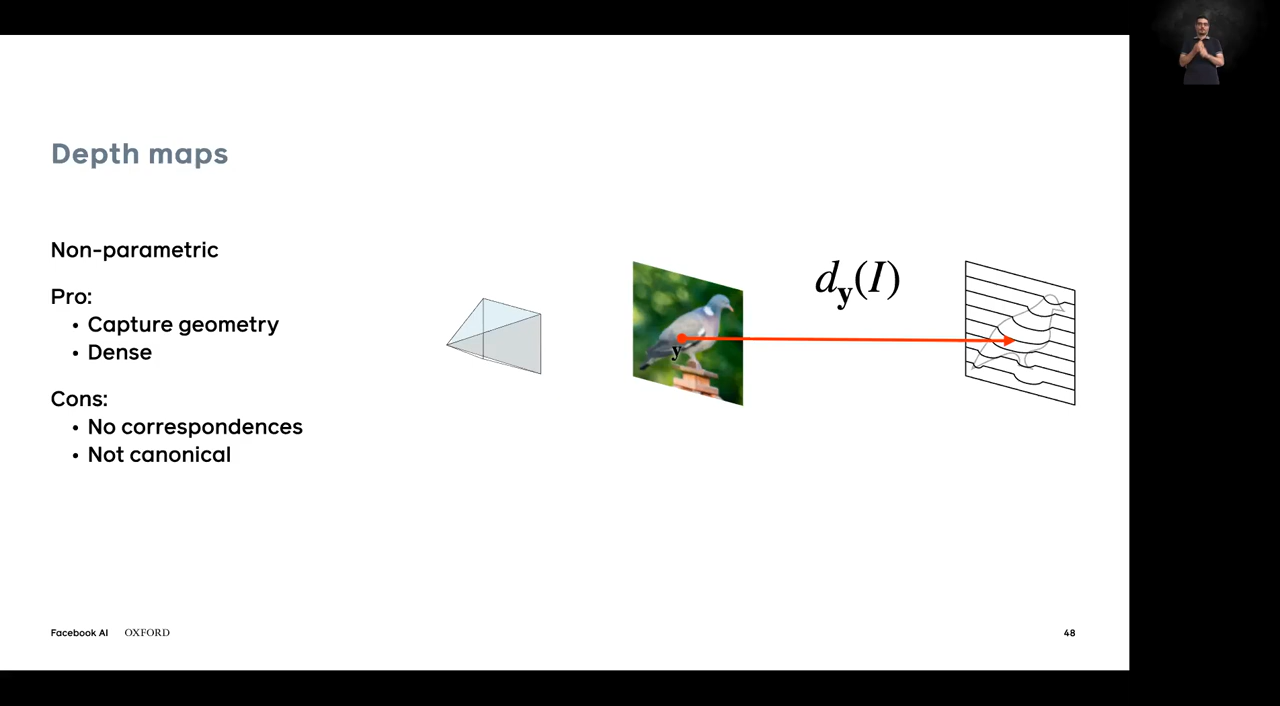 Depth maps
Non-parametric
Pro:
• Capture geometry
• Dense
Cons:
• No correspondences
• Not canonical
d_y(I)
y
Facebook AI OXFORD
48